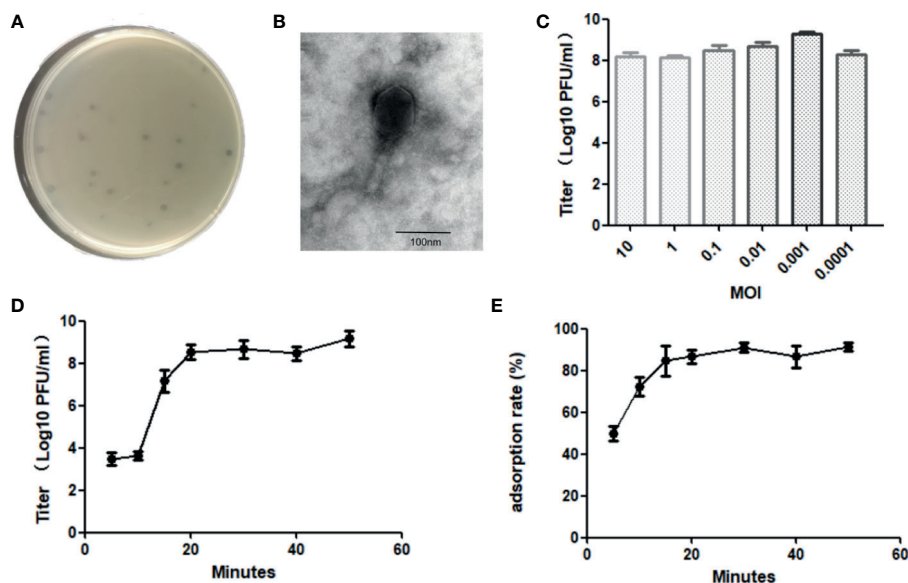 A
B
100nm
C
Titer （Log10 PFU/ml）
10
8
6
4
2
0
10
1
0.1
0.01
0.001
0.0001
MOI
D
Titer （Log10 PFU/ml）
10
8
6
4
2
0
0
20
40
60
Minutes
E
adsorption rate (%)
100
80
60
40
20
0
0
20
40
60
Minutes